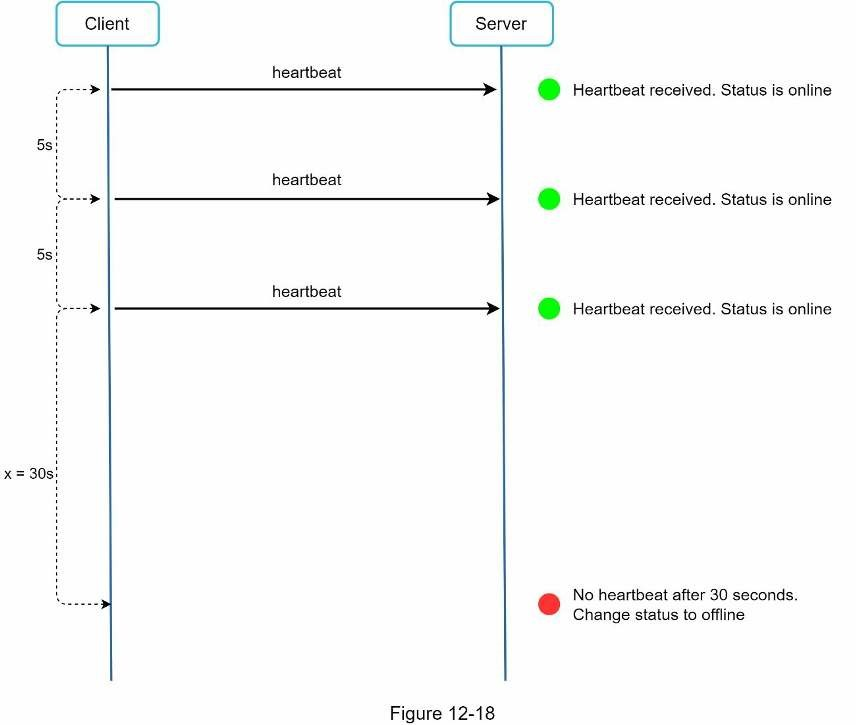 Client
Server
heartbeat
Heartbeat received. Status is online
5s
heartbeat
Heartbeat received. Status is online
5s
heartbeat
Heartbeat received. Status is online
x = 30s
No heartbeat after 30 seconds.
Change status to offline
Figure 12-18